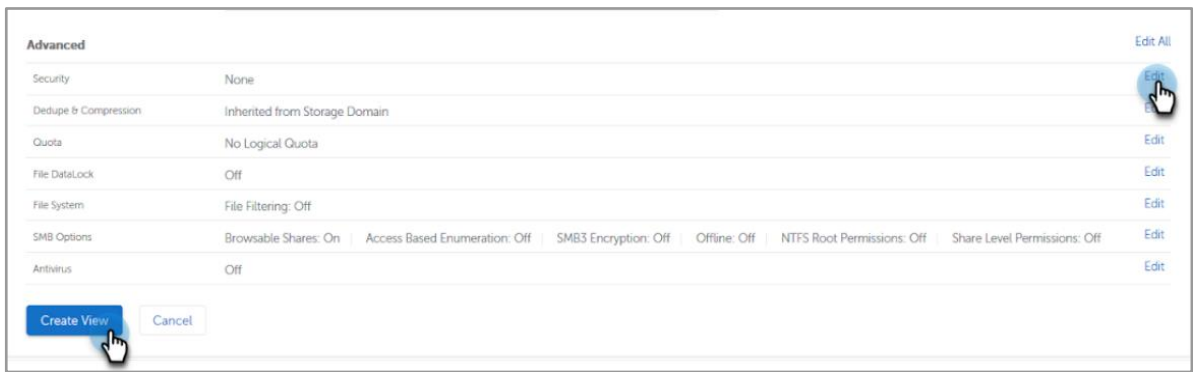 Advanced Edit All
Security None Edit
Dedupe & Compression Inherited from Storage Domain Edit
Quota No Logical Quota Edit
File DataLock Off Edit
File System File Filtering: Off Edit
SMB Options Browsable Shares: On Access Based Enumeration: Off SMB3 Encryption: Off Offline: Off NTFS Root Permissions: Off Share Level Permissions: Off Edit
Antivirus Off Edit
Create View Cancel